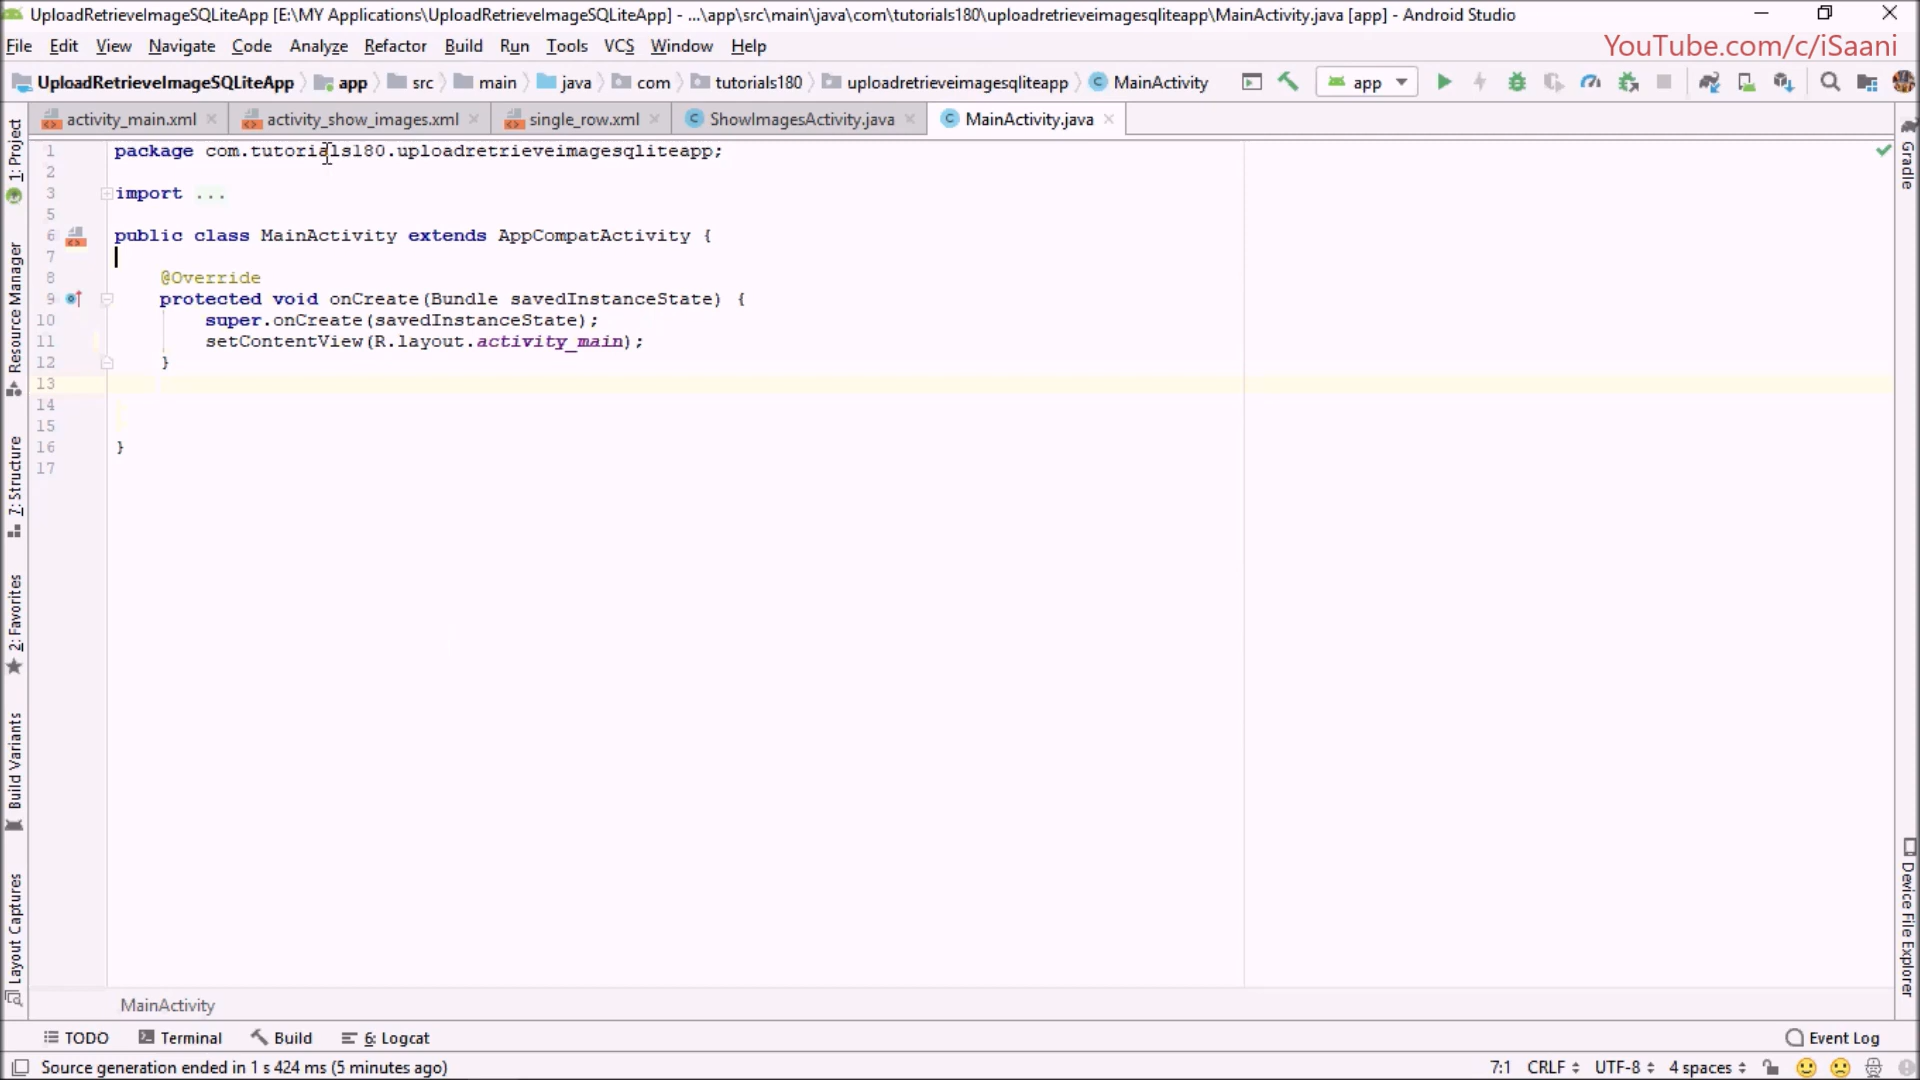 UploadRetrieveImageSQLiteApp [E:\MY Applications\UploadRetrieveImageSQLiteApp] - ...\app\src\main\java\com\tutorials180\uploadretrieveimagesqliteapp\MainActivity.java [app] - Android Studio
File Edit View Navigate Code Analyze Refactor Build Run Tools VCS Window Help
YouTube.com/c/iSaani
UploadRetrieveImageSQLiteApp app src main java com tutorials180 uploadretrieveimagesqliteapp MainActivity app
activity_main.xml activity_show_images.xml single_row.xml ShowImagesActivity.java MainActivity.java
1 package com.tutorials180.uploadretrieveimagesqliteapp;
2
3 import ...
5
6 public class MainActivity extends AppCompatActivity {
7
8 @Override
9 protected void onCreate(Bundle savedInstanceState) {
10 super.onCreate(savedInstanceState);
11 setContentView(R.layout.activity_main);
12 }
13
14
15
16 }
17
1: Project
Resource Manager
7: Structure
2: Favorites
Build Variants
Layout Captures
Gradle
Device File Explorer
MainActivity
TODO Terminal Build 6: Logcat Event Log
Source generation ended in 1 s 424 ms (5 minutes ago) 7:1 CRLF UTF-8 4 spaces